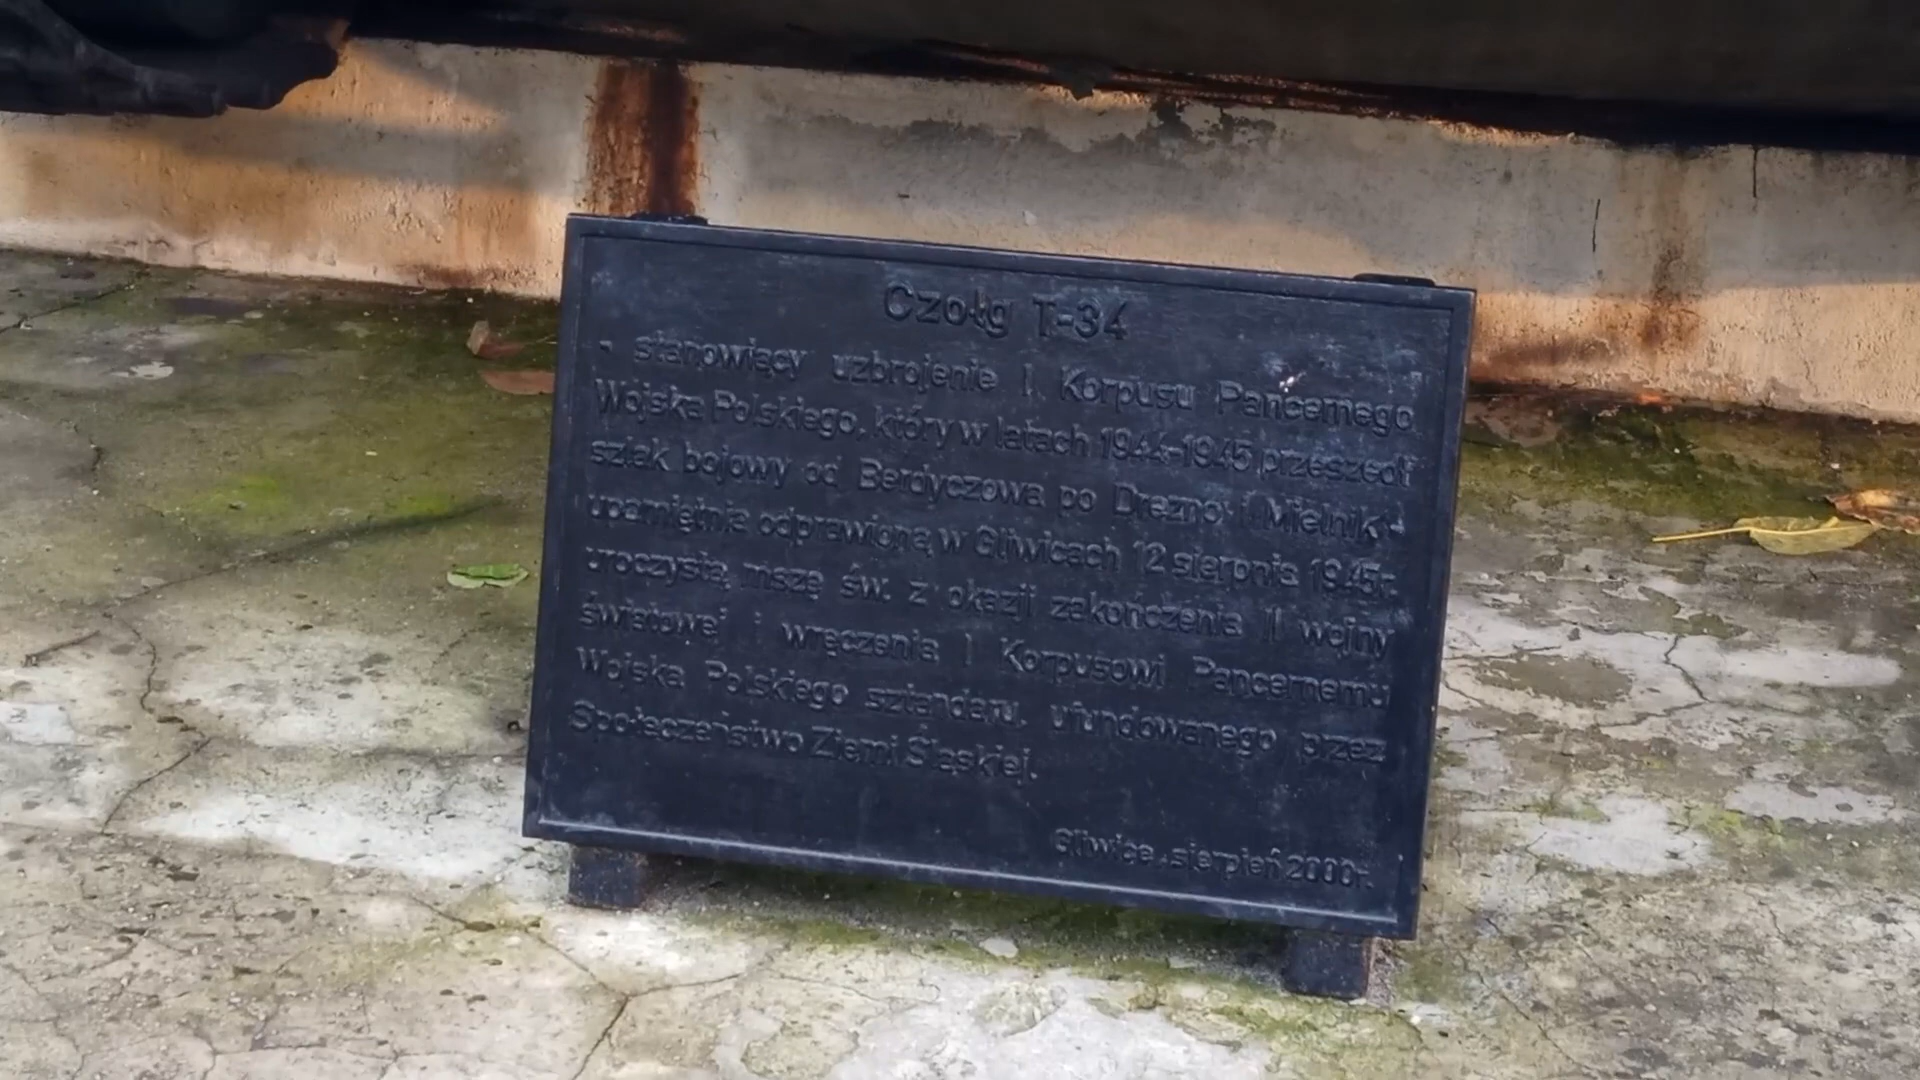 Czołg T-34
- stanowiący uzbrojenie I Korpusu Pancernego
Wojska Polskiego, który w latach 1944-1945 przeszedł
szlak bojowy od Berdyczowa po Drezno i Mielnik -
upamiętnia odprawioną w Gliwicach 12 sierpnia 1945r.
uroczystą mszę św. z okazji zakończenia II wojny
światowej i wręczenia I Korpusowi Pancernemu
Wojska Polskiego sztandaru, ufundowanego przez
Społeczeństwo Ziemi Śląskiej.
Gliwice, sierpień 2000r.